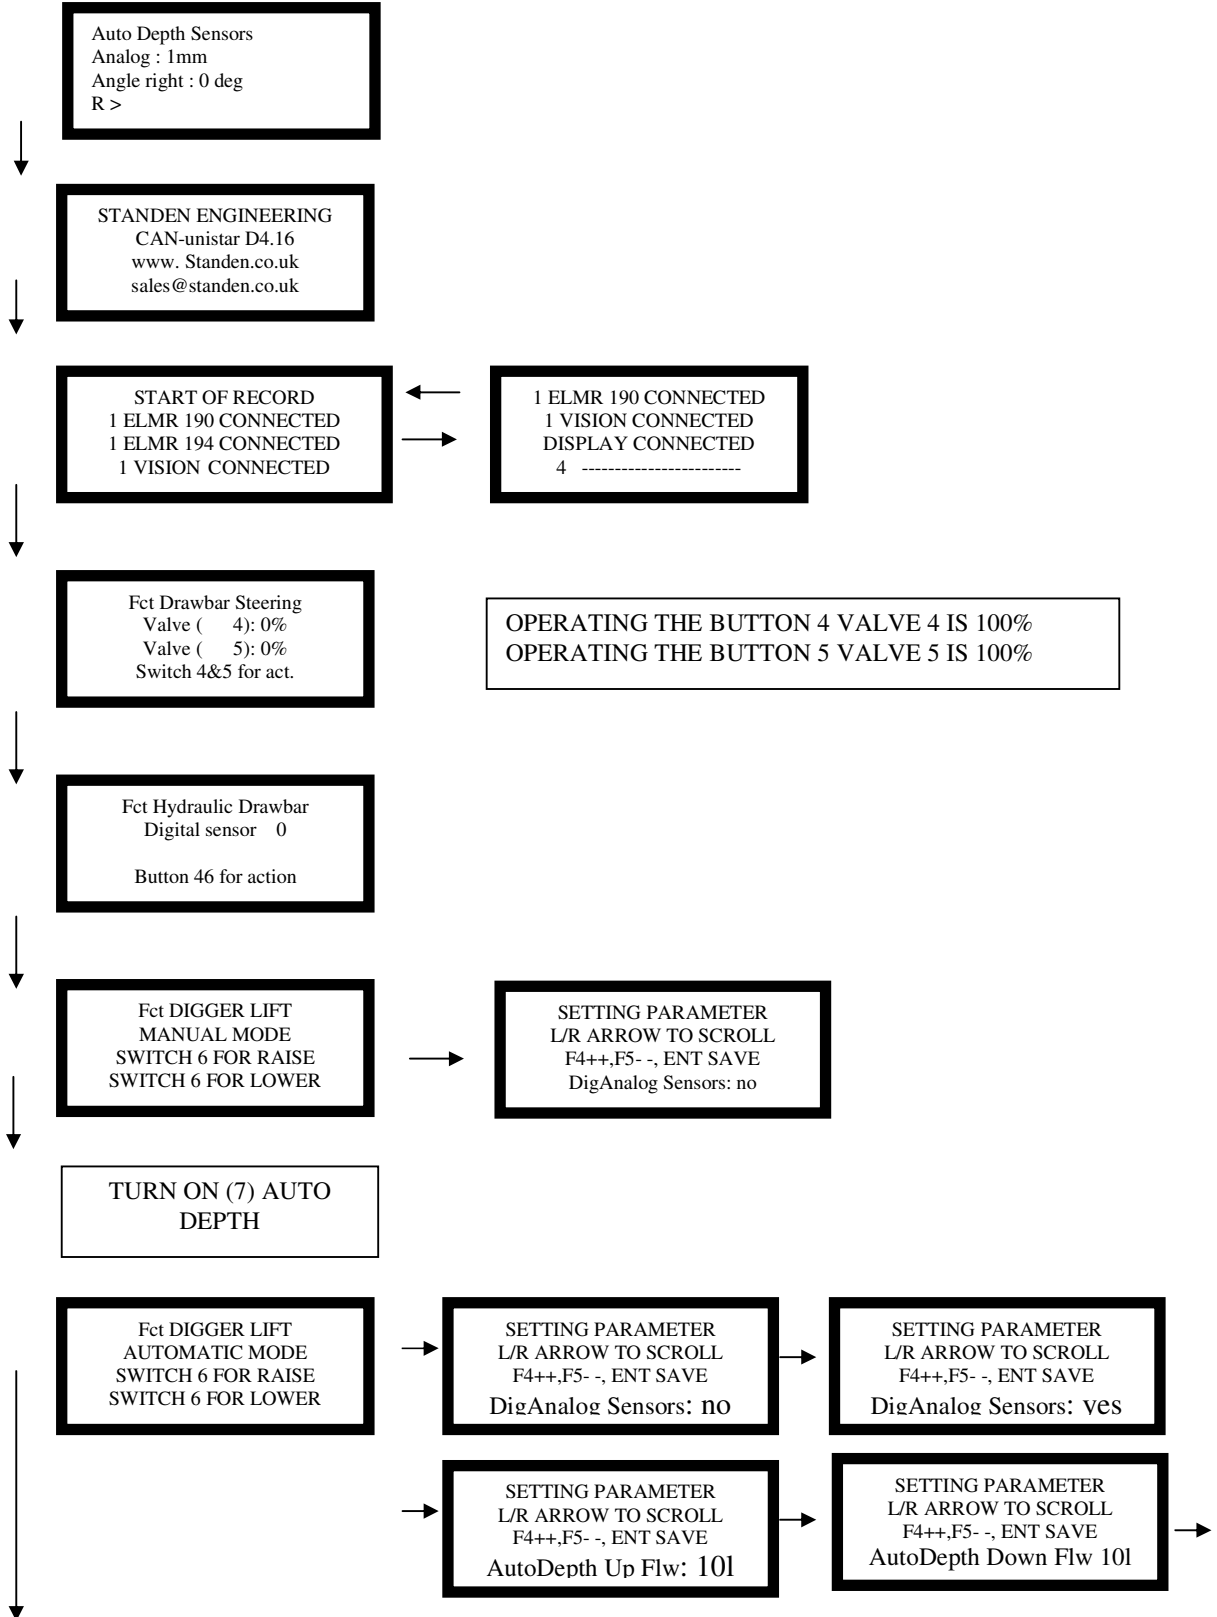 Auto Depth Sensors
Analog : 1mm
Angle right : 0 deg
R >
STANDEN ENGINEERING
CAN-unistar D4.16
www. Standen.co.uk
sales@standen.co.uk
START OF RECORD
1 ELMR 190 CONNECTED
1 ELMR 194 CONNECTED
1 VISION CONNECTED
1 ELMR 190 CONNECTED
1 VISION CONNECTED
DISPLAY CONNECTED
4 -------------------------
Fct Drawbar Steering
Valve ( 4): 0%
Valve ( 5): 0%
Switch 4&5 for act.
OPERATING THE BUTTON 4 VALVE 4 IS 100%
OPERATING THE BUTTON 5 VALVE 5 IS 100%
Fct Hydraulic Drawbar
Digital sensor 0
Button 46 for action
Fct DIGGER LIFT
MANUAL MODE
SWITCH 6 FOR RAISE
SWITCH 6 FOR LOWER
SETTING PARAMETER
L/R ARROW TO SCROLL
F4++,F5- -, ENT SAVE
DigAnalog Sensors: no
TURN ON (7) AUTO
DEPTH
Fct DIGGER LIFT
AUTOMATIC MODE
SWITCH 6 FOR RAISE
SWITCH 6 FOR LOWER
SETTING PARAMETER
L/R ARROW TO SCROLL
F4++,F5- -, ENT SAVE
DigAnalog Sensors: no
SETTING PARAMETER
L/R ARROW TO SCROLL
F4++,F5- -, ENT SAVE
DigAnalog Sensors: yes
SETTING PARAMETER
L/R ARROW TO SCROLL
F4++,F5- -, ENT SAVE
AutoDepth Up Flw: 10l
SETTING PARAMETER
L/R ARROW TO SCROLL
F4++,F5- -, ENT SAVE
AutoDepth Down Flw 10l